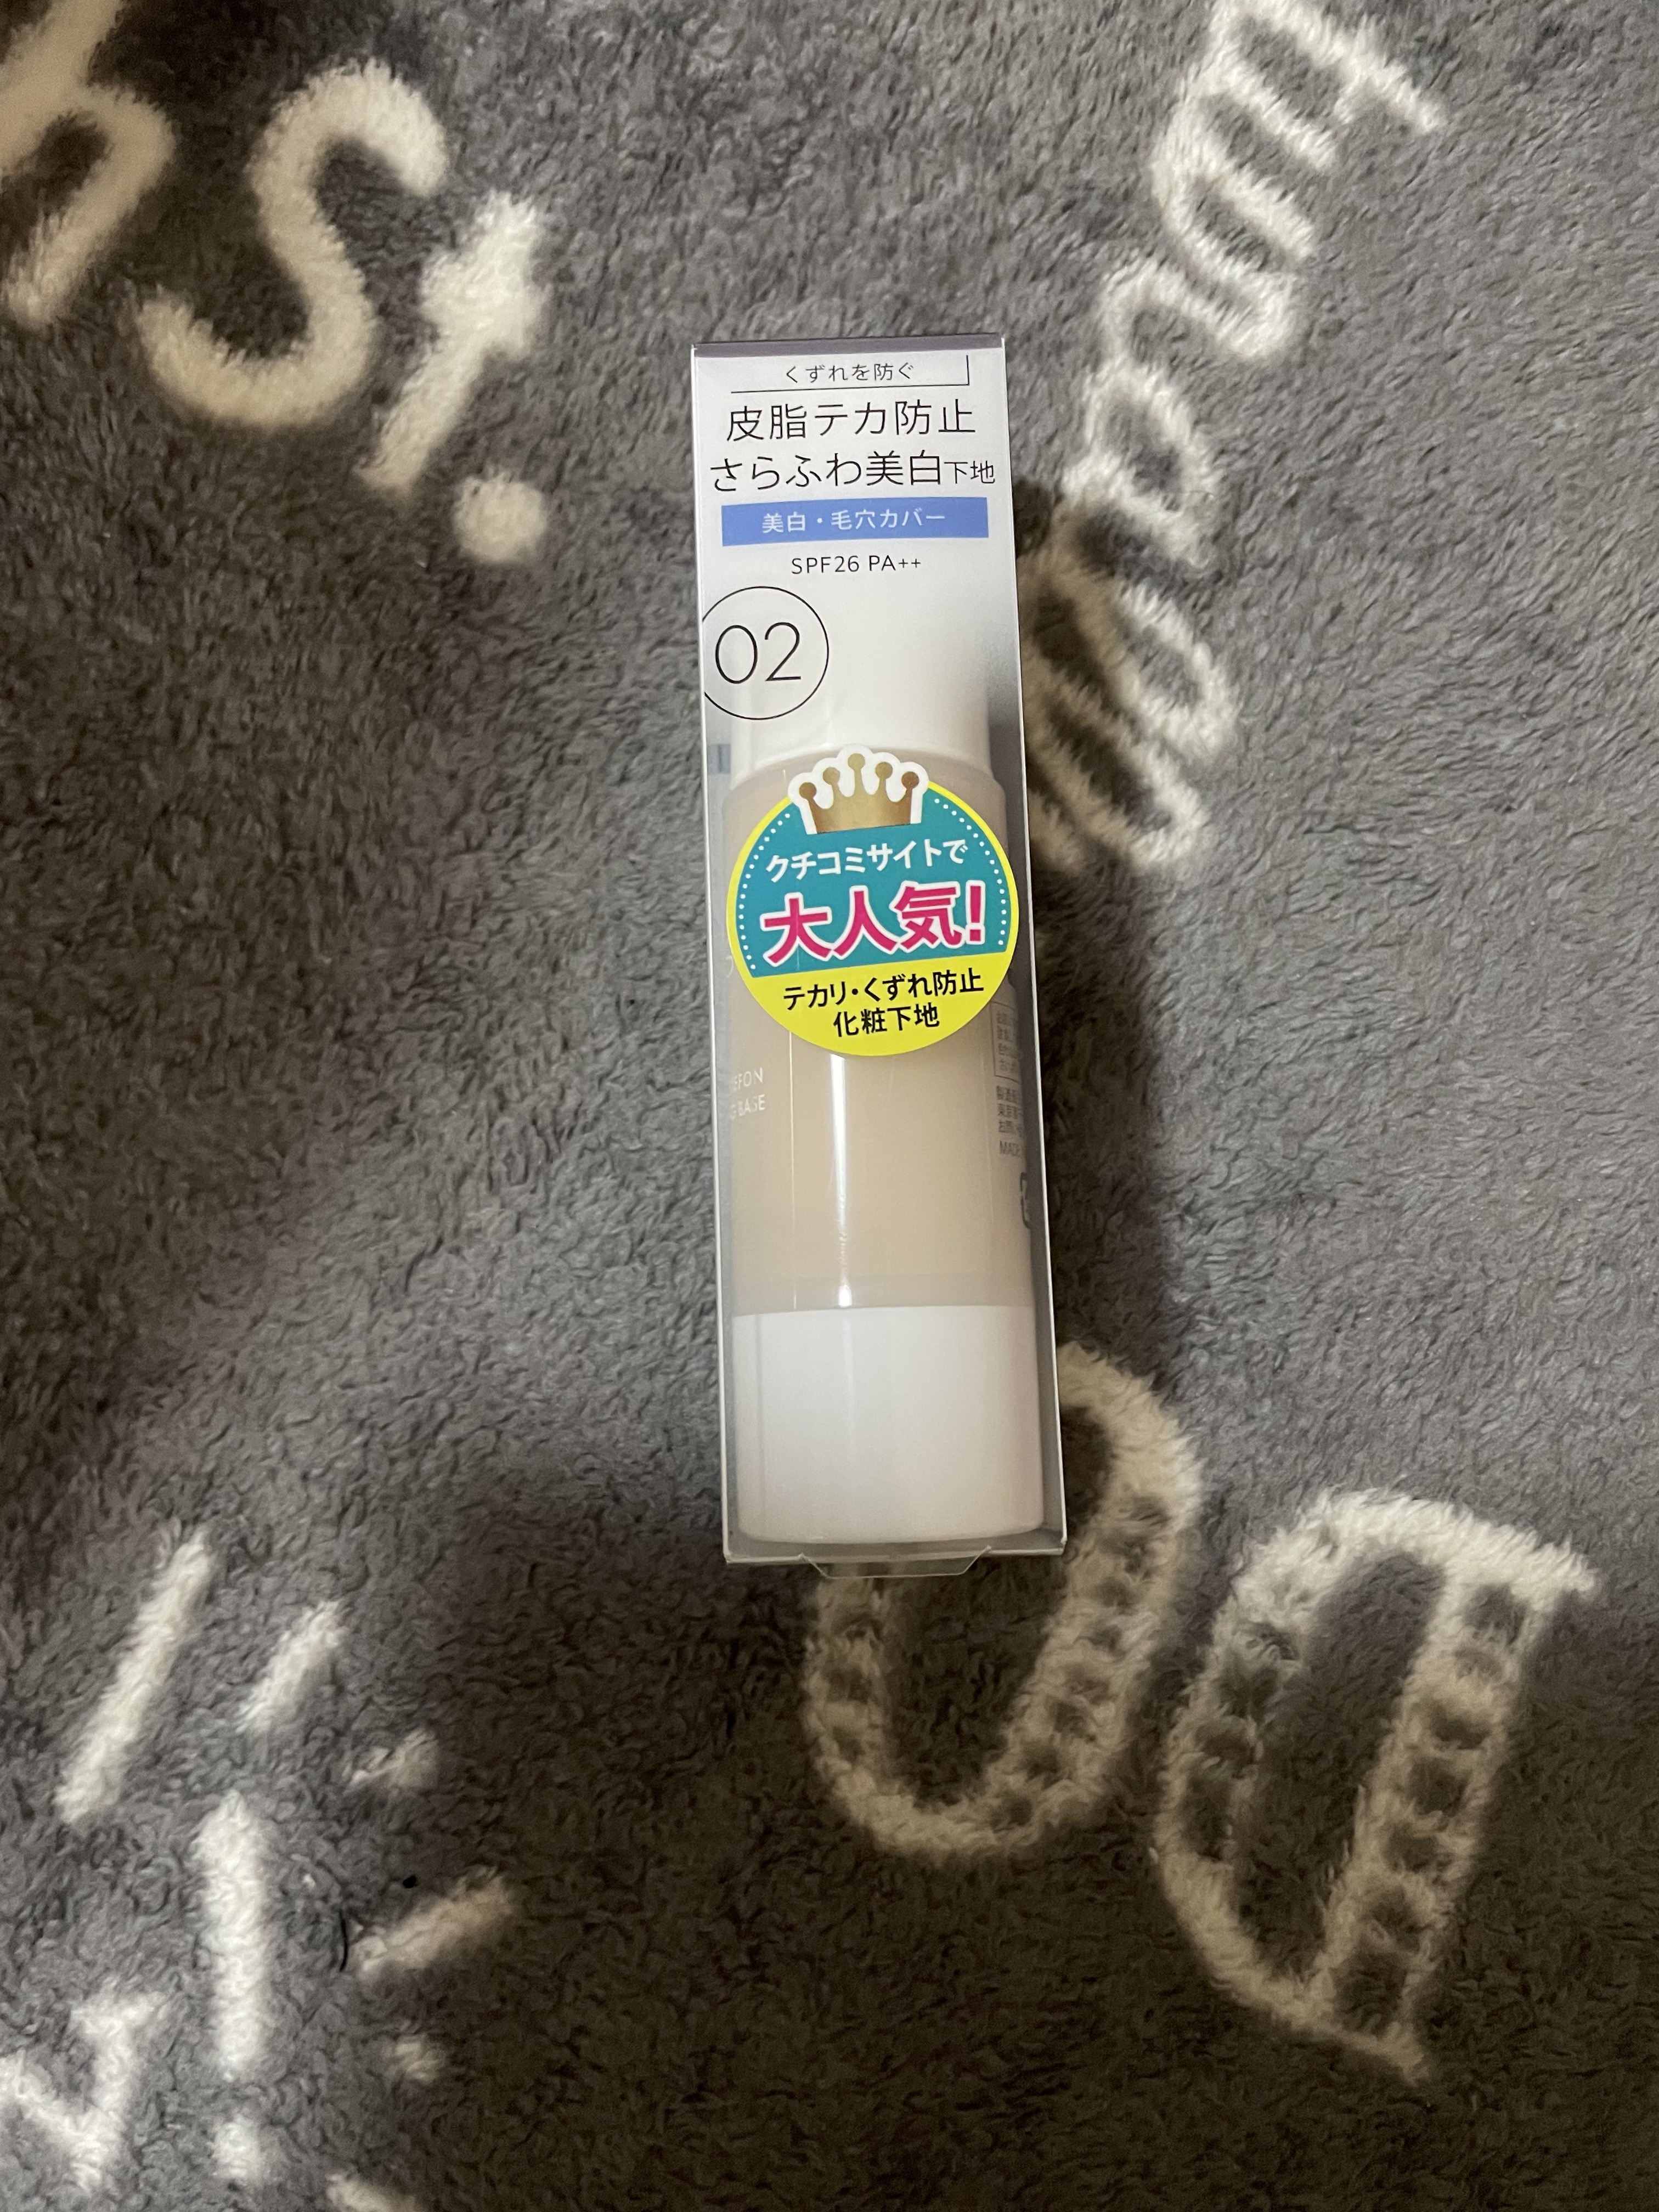 くずれを防ぐ
皮脂テカ防止
さらふわ美白下地
美白・毛穴カバー
SPF26 PA++
02
クチコミサイトで
大人気!
テカリ・くずれ防止
化粧下地
BASE